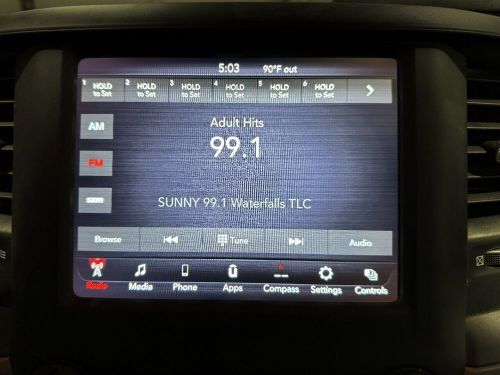 5:03 90°F out
1 HOLD to Set 2 HOLD to Set 3 HOLD to Set 4 HOLD to Set 5 HOLD to Set 6 HOLD to Set
Adult Hits
AM
99.1
FM
SXM
SUNNY 99.1 Waterfalls TLC
Browse Tune Audio
Radio Media Phone Apps Compass Settings Controls